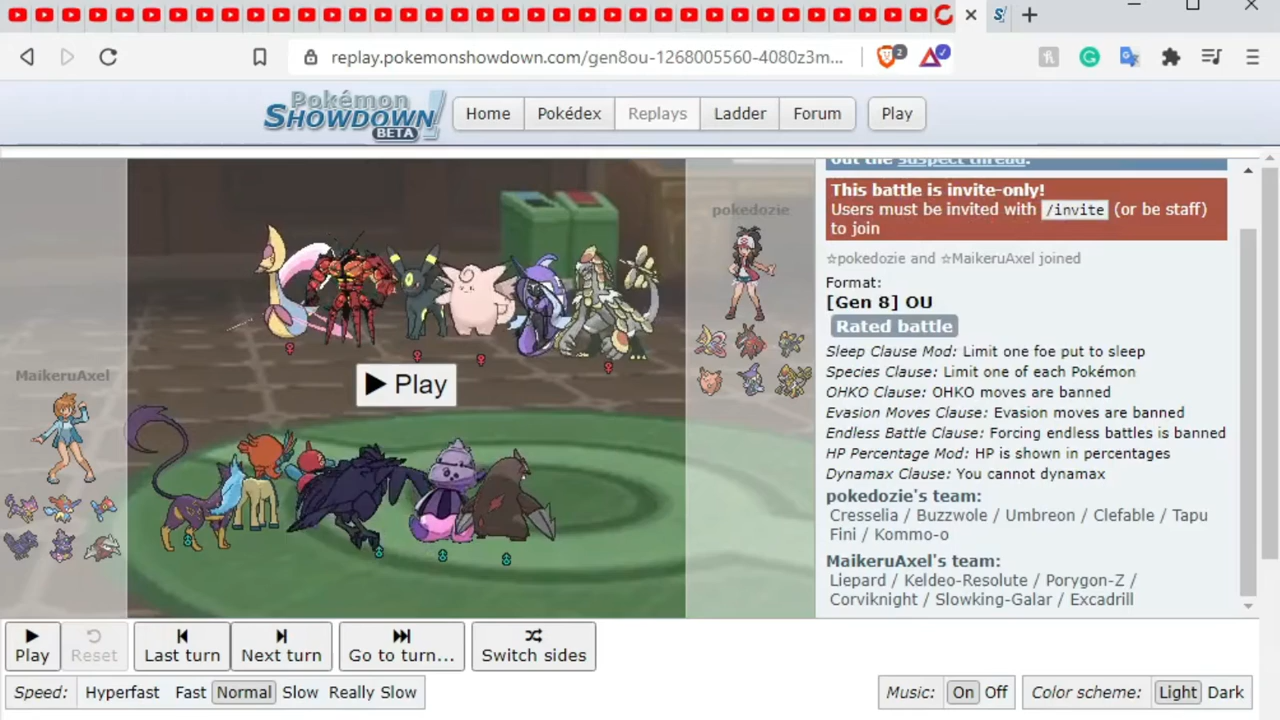 replay.pokemonshowdown.com/gen8ou-1268005560-4080z3m...
2
Pokémon
SHOWDOWN!
BETA
Home
Pokédex
Replays
Ladder
Forum
Play
out the suspect thread.
This battle is invite-only!
Users must be invited with /invite (or be staff)
to join
☆pokedozie and ☆MaikeruAxel joined
Format:
[Gen 8] OU
Rated battle
Sleep Clause Mod: Limit one foe put to sleep
Species Clause: Limit one of each Pokémon
OHKO Clause: OHKO moves are banned
Evasion Moves Clause: Evasion moves are banned
Endless Battle Clause: Forcing endless battles is banned
HP Percentage Mod: HP is shown in percentages
Dynamax Clause: You cannot dynamax
pokedozie's team:
Cresselia / Buzzwole / Umbreon / Clefable / Tapu
Fini / Kommo-o
MaikeruAxel's team:
Liepard / Keldeo-Resolute / Porygon-Z /
Corviknight / Slowking-Galar / Excadrill
pokedozie
MaikeruAxel
Play
Play
Reset
Last turn
Next turn
Go to turn...
Switch sides
Speed:
Hyperfast
Fast
Normal
Slow
Really Slow
Music:
On
Off
Color scheme:
Light
Dark